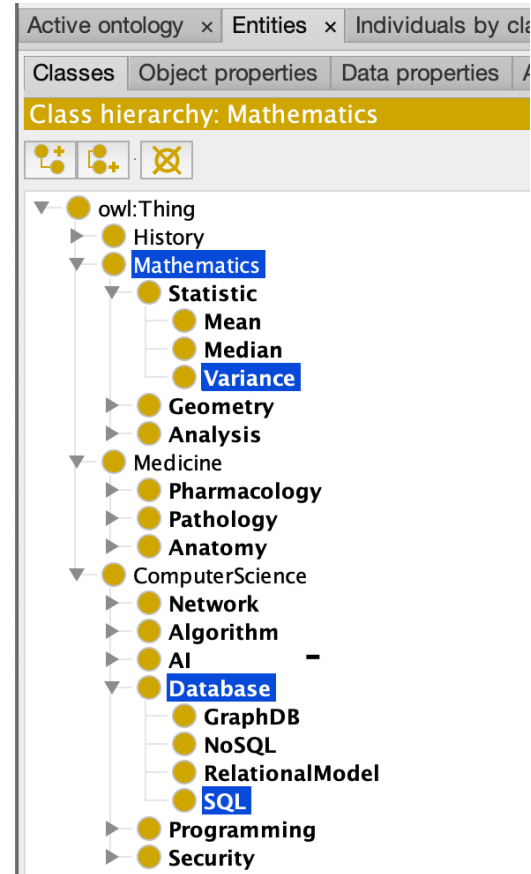 Active ontology × Entities × Individuals by cla
Classes Object properties Data properties A
Class hierarchy: Mathematics
owl:Thing
History
Mathematics
Statistic
Mean
Median
Variance
Geometry
Analysis
Medicine
Pharmacology
Pathology
Anatomy
ComputerScience
Network
Algorithm
AI -
Database
GraphDB
NoSQL
RelationalModel
SQL
Programming
Security